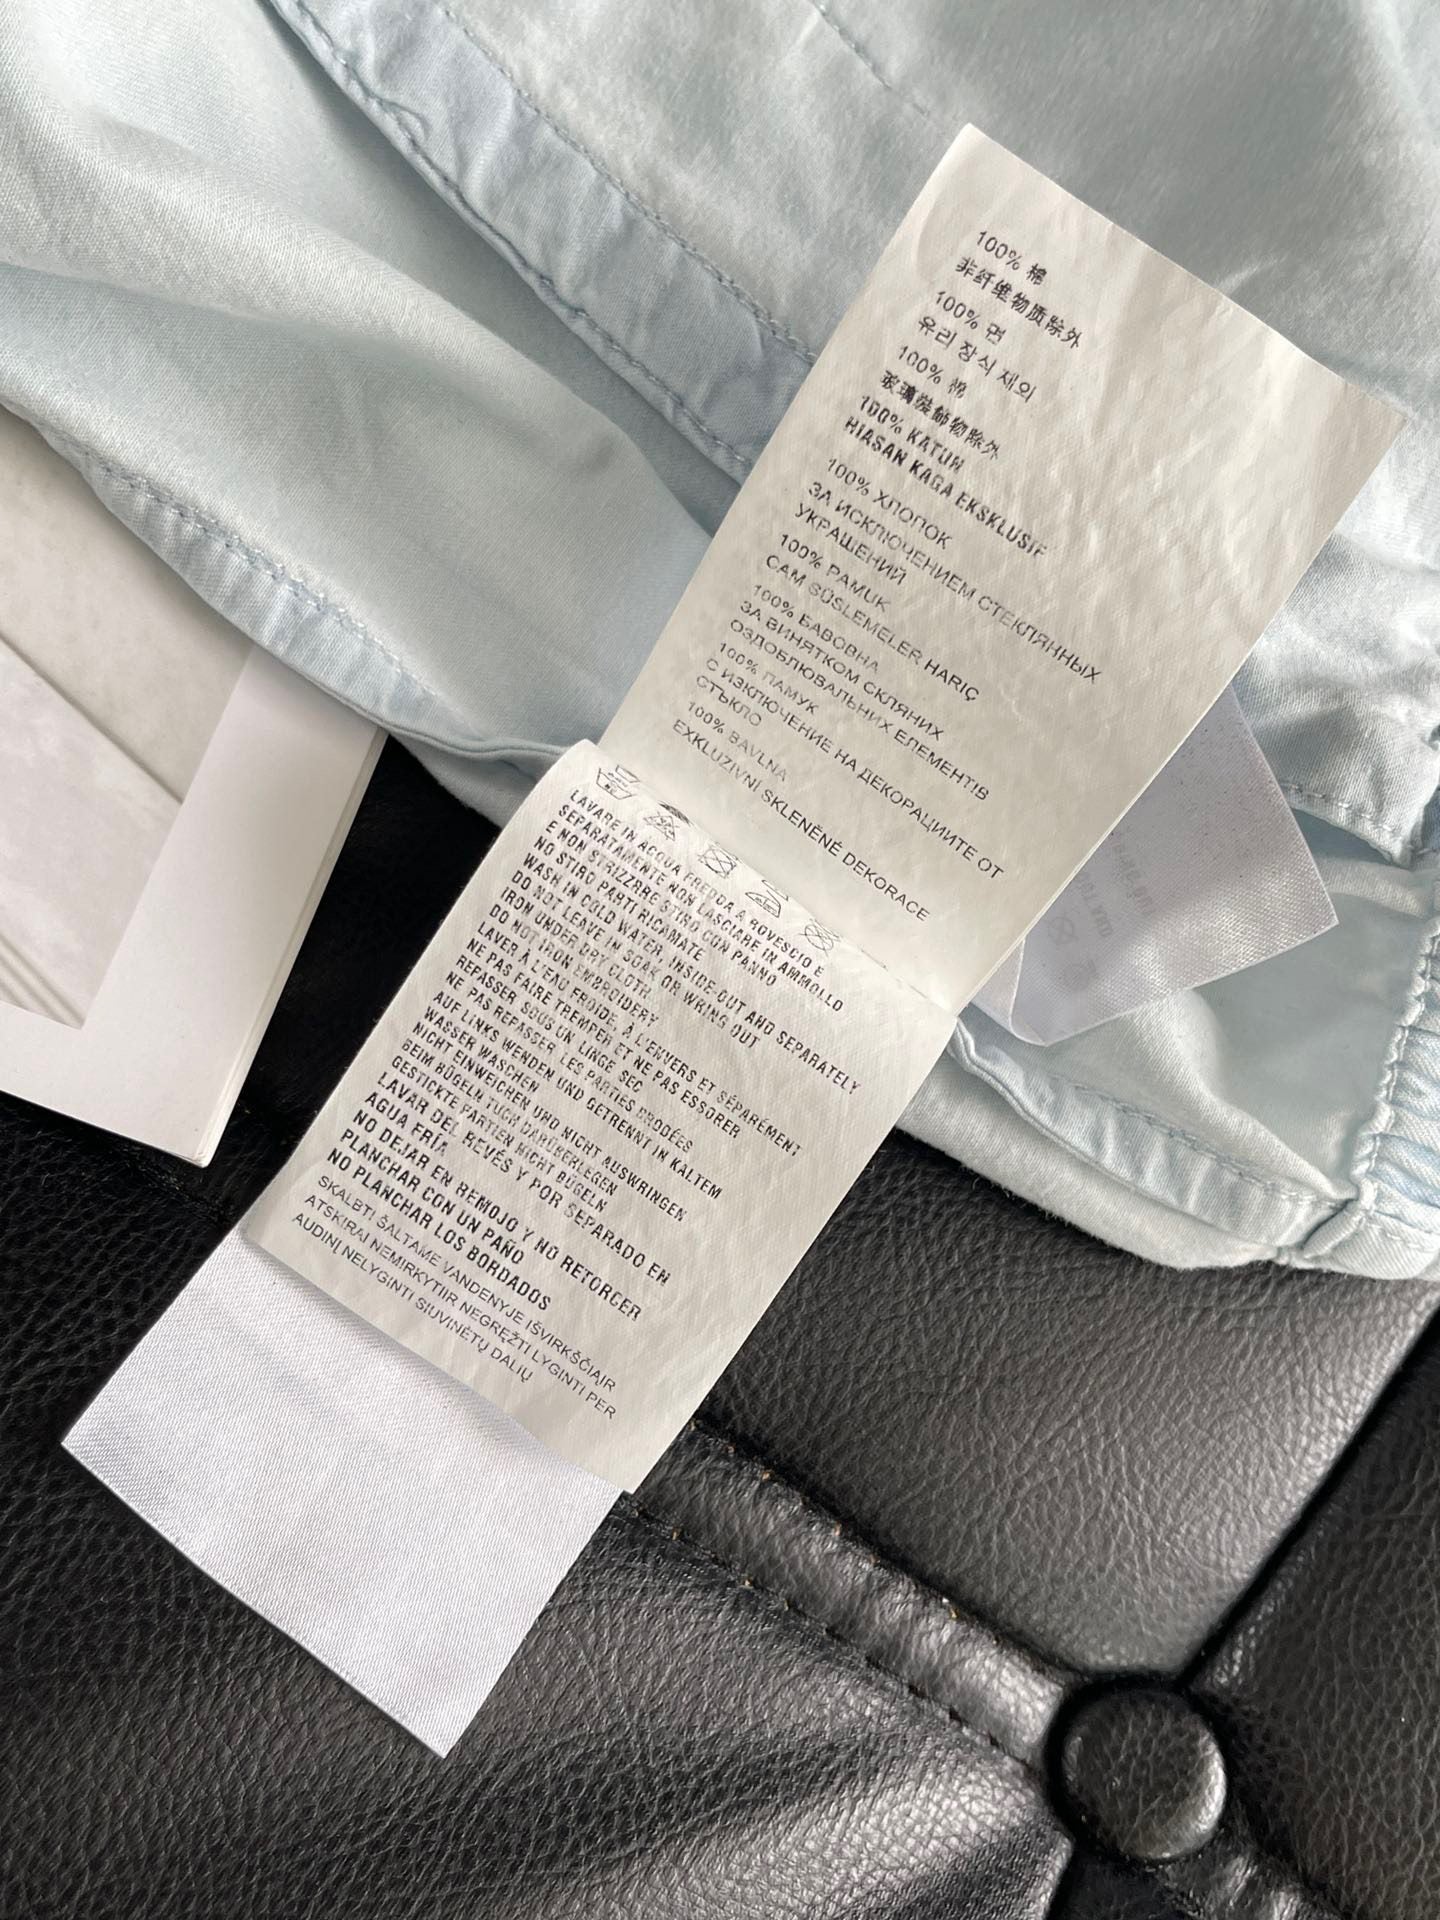 100% 棉
非纤维物质除外
100% 면
유리 장식 제외
100% 棉
玻璃裝飾物除外
100% KATUN
HIASAN KAGA EKSKLUSIF
100% ХЛОПОК
ЗА ИСКЛЮЧЕНИЕМ СТЕКЛЯННЫХ
УКРАШЕНИЙ
100% PAMUK
CAM SÜSLEMELER HARIÇ
100% БАВОВНА
ЗА ВИНЯТКОМ СКЛЯНИХ
ОЗДОБЛЮВАЛЬНИХ ЕЛЕМЕНТІВ
100% ПАМУК
С ИЗКЛЮЧЕНИЕ НА ДЕКОРАЦИИТЕ ОТ
СТЪКЛО
100% BAVLNA
EXKLUZIVNÍ SKLENĚNÉ DEKORACE
LAVARE IN ACQUA FREDDA A ROVESCIO E
SEPARATAMENTE NON LASCIARE IN AMMOLLO
E NON STRIZZRRE STIRO CON PANNO
NO STIRO PARTI RICAMATE
WASH IN COLD WATER, INSIDE-OUT AND SEPARATELY
DO NOT LEAVE IN SOAK OR WRING OUT
IRON UNDER DRY CLOTH
DO NOT IRON EMBROIDERY
LAVER À L'EAU FROIDE, À L'ENVERS ET SÉPARÉMENT
NE PAS FAIRE TREMPER ET NE PAS ESSORER
REPASSER SOUS UN LINGE SEC
NE PAS REPASSER LES PARTIES BRODÉES
AUF LINKS WENDEN UND GETRENNT IN KALTEM
WASSER WASCHEN
NICHT EINWEICHEN UND NICHT AUSWRINGEN
BEIM BÜGELN TUCH DARÜBERLEGEN
GESTICKTE PARTIEN NICHT BÜGELN
LAVAR DEL REVÉS Y POR SEPARADO EN
AGUA FRÍA
NO DEJAR EN REMOJO Y NO RETORCER
PLANCHAR CON UN PAÑO
NO PLANCHAR LOS BORDADOS
SKALBTI ŠALTAME VANDENYJE IŠVIRKŠČIAIR
ATSKIRAI NEMIRKYTIIR NEGRĘŽTI LYGINTI PER
AUDINĮ NELYGINTI SIUVINĖTŲ DALIŲ